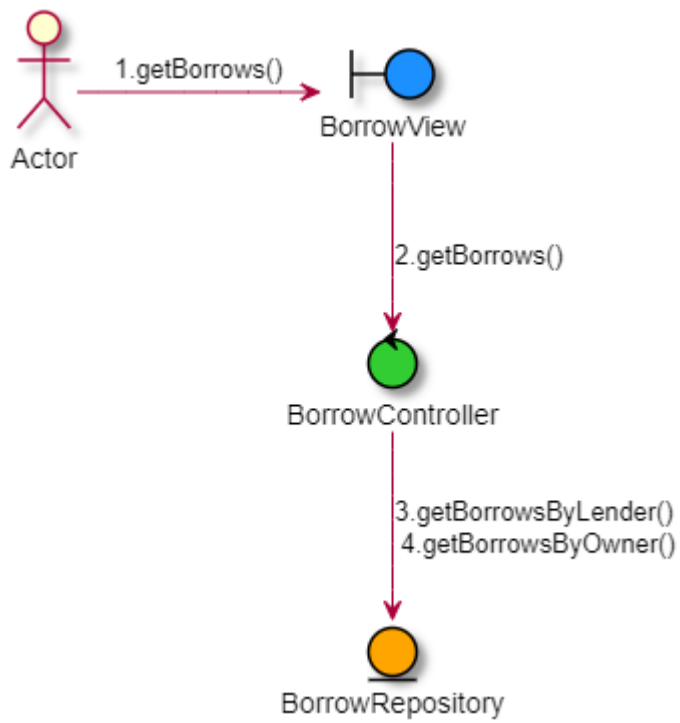 1.getBorrows()
Actor
BorrowView
2.getBorrows()
BorrowController
3.getBorrowsByLender()
4.getBorrowsByOwner()
BorrowRepository